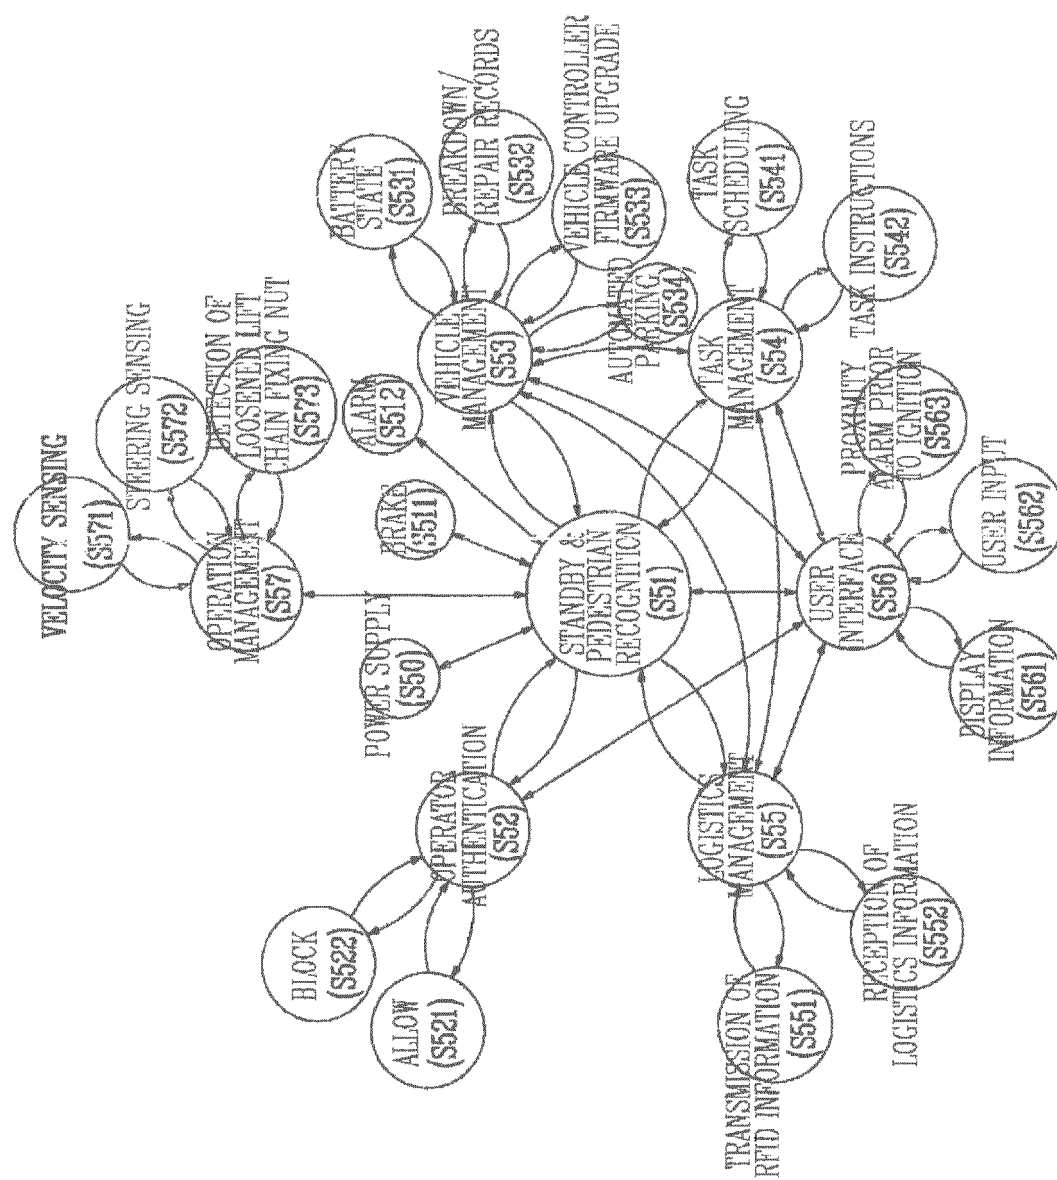 VELOCITY SENSING
(S571)
STEERING SENSING
(S572)
DETECTION OF
LOOSENED LIFT
CHAIN FIXING NUT
(S573)
OPERATION
MANAGEMENT
(S57)
BLOCK
(S522)
ALLOW
(S521)
POWER SUPPLY
(S50)
BRAKE
(S511)
ALARM
(S512)
BATTERY
STATE
(S531)
BREAKDOWN/
REPAIR RECORDS
(S532)
VEHICLE CONTROLLER
FIRMWARE UPGRADE
(S533)
OPERATOR
AUTHENTICATION
(S52)
VEHICLE
MANAGEMENT
(S53)
STANDBY &
PEDESTRIAN
RECOGNITION
(S51)
AUTOMATED
PARKING
(S534)
TRANSMISSION OF
RFID INFORMATION
(S551)
LOGISTICS
MANAGEMENT
(S55)
TASK
MANAGEMENT
(S54)
TASK
SCHEDULING
(S541)
TASK INSTRUCTIONS
(S542)
RECEPTION OF
LOGISTICS INFORMATION
(S552)
USER
INTERFACE
(S56)
PROXIMITY
ALARM PRIOR
TO IGNITION
(S563)
DISPLAY
INFORMATION
(S561)
USER INPUT
(S562)